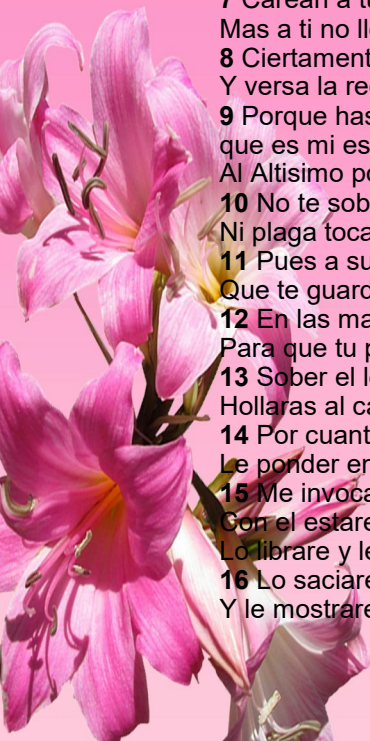 7 Caerán a tu
Mas a ti no ll
8 Ciertament
Y versa la re
9 Porque has
que es mi es
Al Altisimo po
10 No te sob
Ni plaga toca
11 Pues a su
Que te guard
12 En las ma
Para que tu p
13 Sober el l
Hollaras al ca
14 Por cuant
Le ponder en
15 Me invoca
Con el estare
Lo librare y le
16 Lo saciare
Y le mostrare